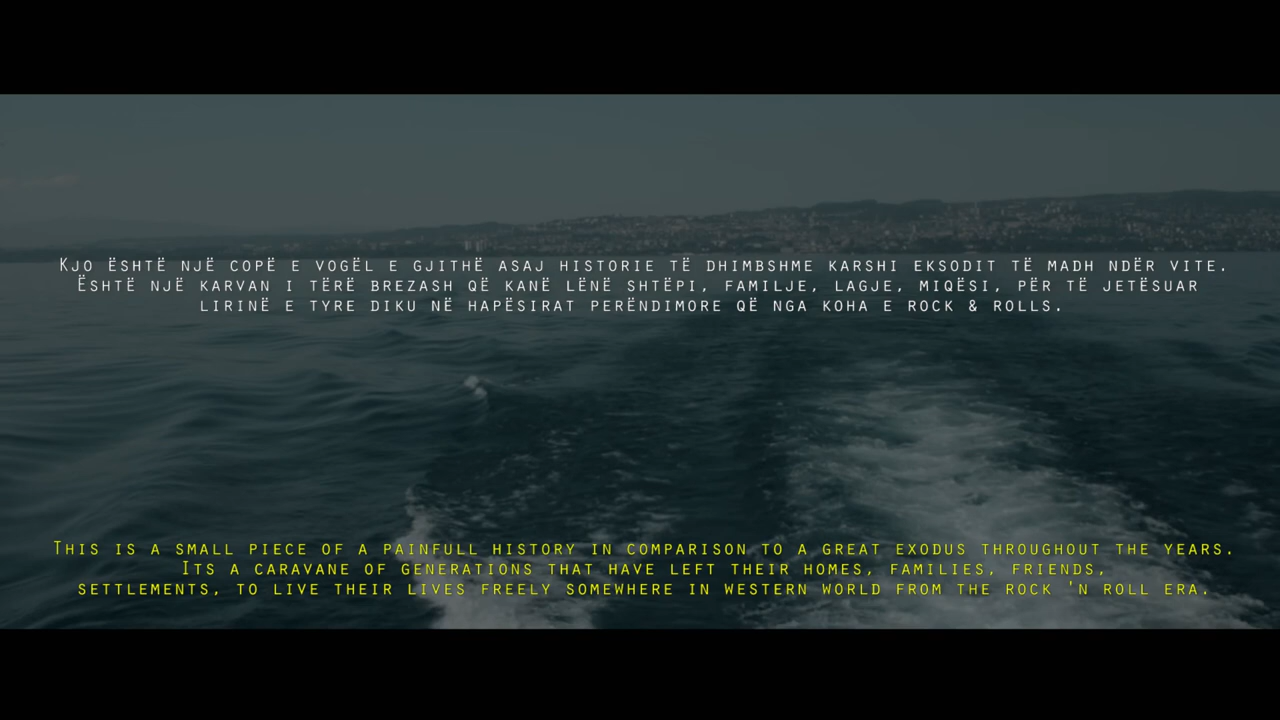 Kjo është një copë e vogël e gjithë asaj historie të dhimbshme karshi eksodit të madh ndër vite.
Është një karvan i tërë brezash që kanë lënë shtëpi, familje, lagje, miqësi, për të jetësuar
lirinë e tyre diku në hapësirat perëndimore që nga koha e rock & rolls.
This is a small piece of a painfull history in comparison to a great exodus throughout the years.
Its a caravane of generations that have left their homes, families, friends,
settlements, to live their lives freely somewhere in western world from the rock 'n roll era.